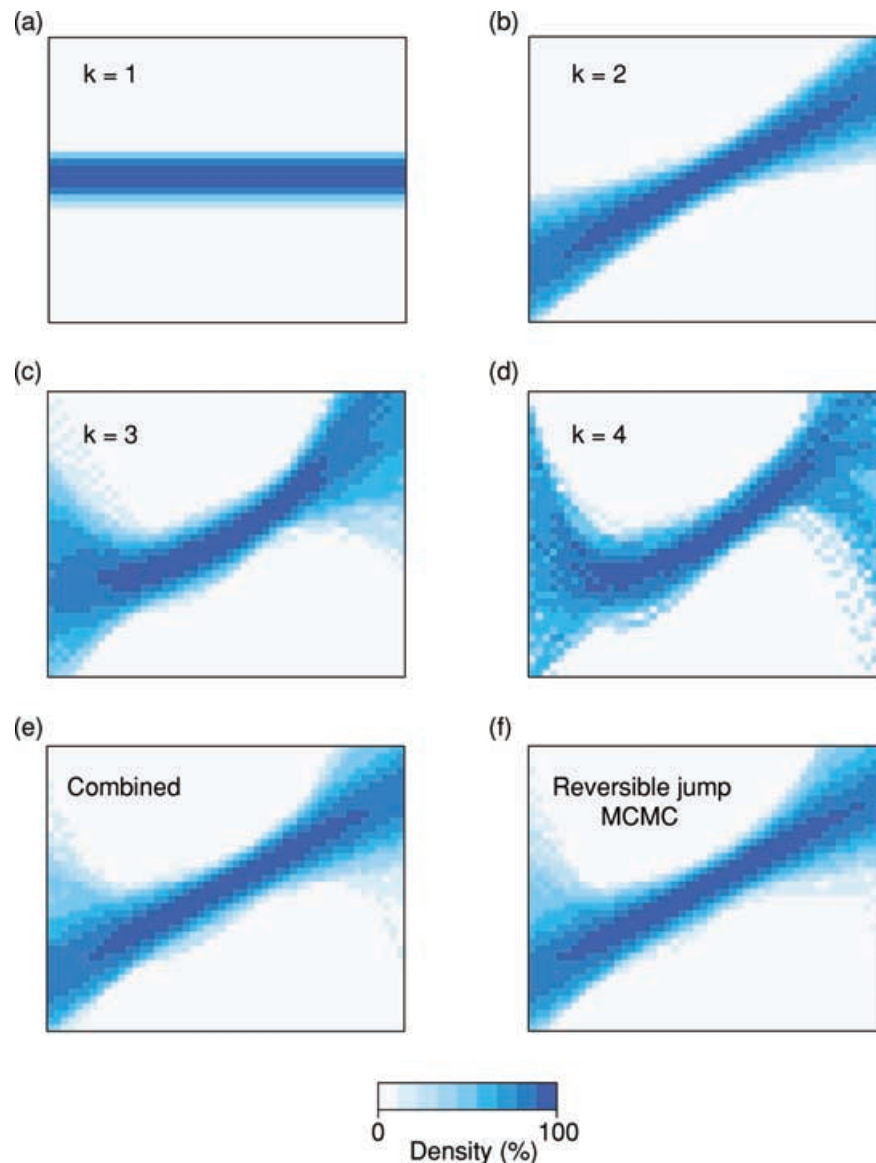 (a)
k = 1
(b)
k = 2
(c)
k = 3
(d)
k = 4
(e)
Combined
(f)
Reversible jump
MCMC
0
100
Density (%)